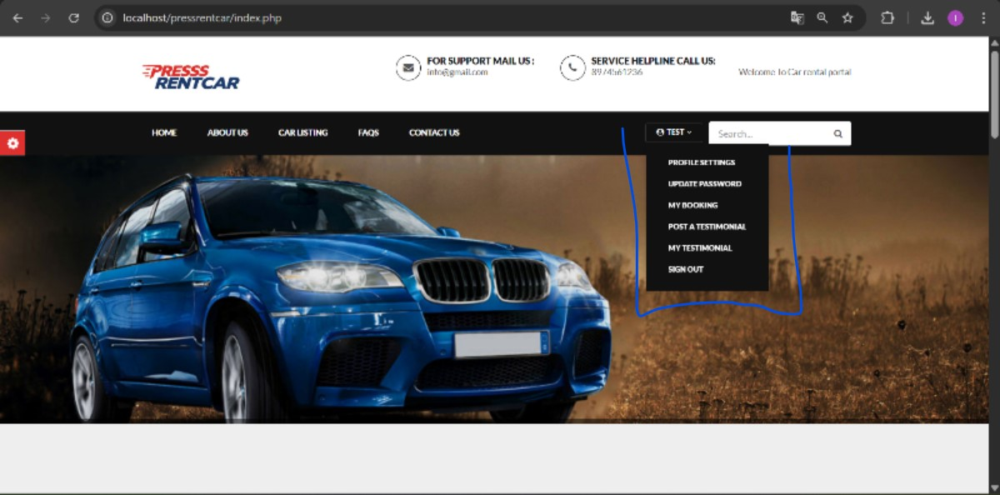 localhost/pressrentcar/index.php
I
PRESSS
RENTCAR
FOR SUPPORT MAIL US :
info@gmail.com
SERVICE HELPLINE CALL US:
8974561236
Welcome To Car rental portal
HOME
ABOUT US
CAR LISTING
FAQS
CONTACT US
TEST
Search...
PROFILE SETTINGS
UPDATE PASSWORD
MY BOOKING
POST A TESTIMONIAL
MY TESTIMONIAL
SIGN OUT